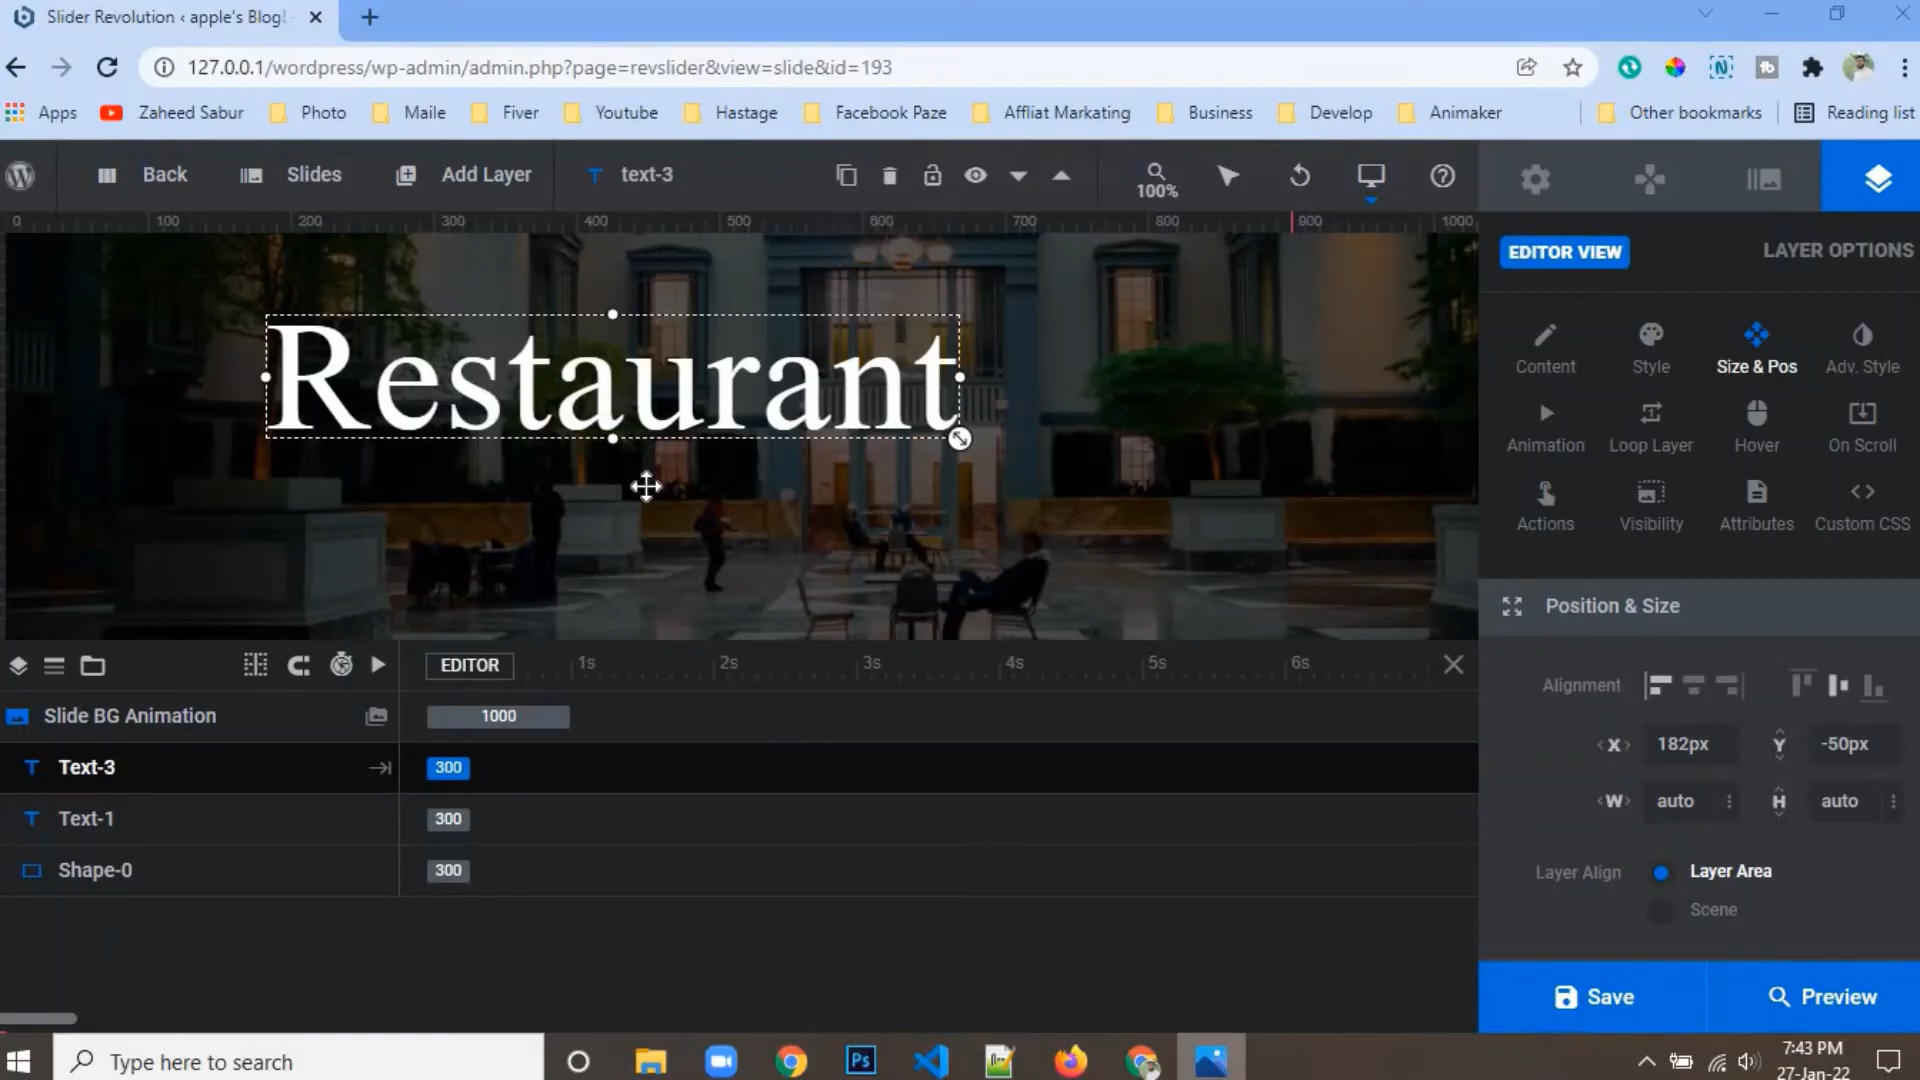 Slider Revolution ‹ apple's Blog!
127.0.0.1/wordpress/wp-admin/admin.php?page=revslider&view=slide&id=193
Apps Zaheed Sabur Photo Maile Fiver Youtube Hastage Facebook Paze Affliat Markating Business Develop Animaker Other bookmarks Reading list
Back Slides Add Layer text-3 100%
0 100 200 300 400 500 600 700 800 900 1000
Restaurant
EDITOR VIEW LAYER OPTIONS
Content Style Size & Pos Adv. Style
Animation Loop Layer Hover On Scroll
Actions Visibility Attributes Custom CSS
Position & Size
Alignment
X 182px Y -50px
W auto H auto
Layer Align Layer Area
Scene
Save Preview
EDITOR 1s 2s 3s 4s 5s 6s
Slide BG Animation 1000
Text-3 300
Text-1 300
Shape-0 300
Type here to search
Ps
7:43 PM
27-Jan-22